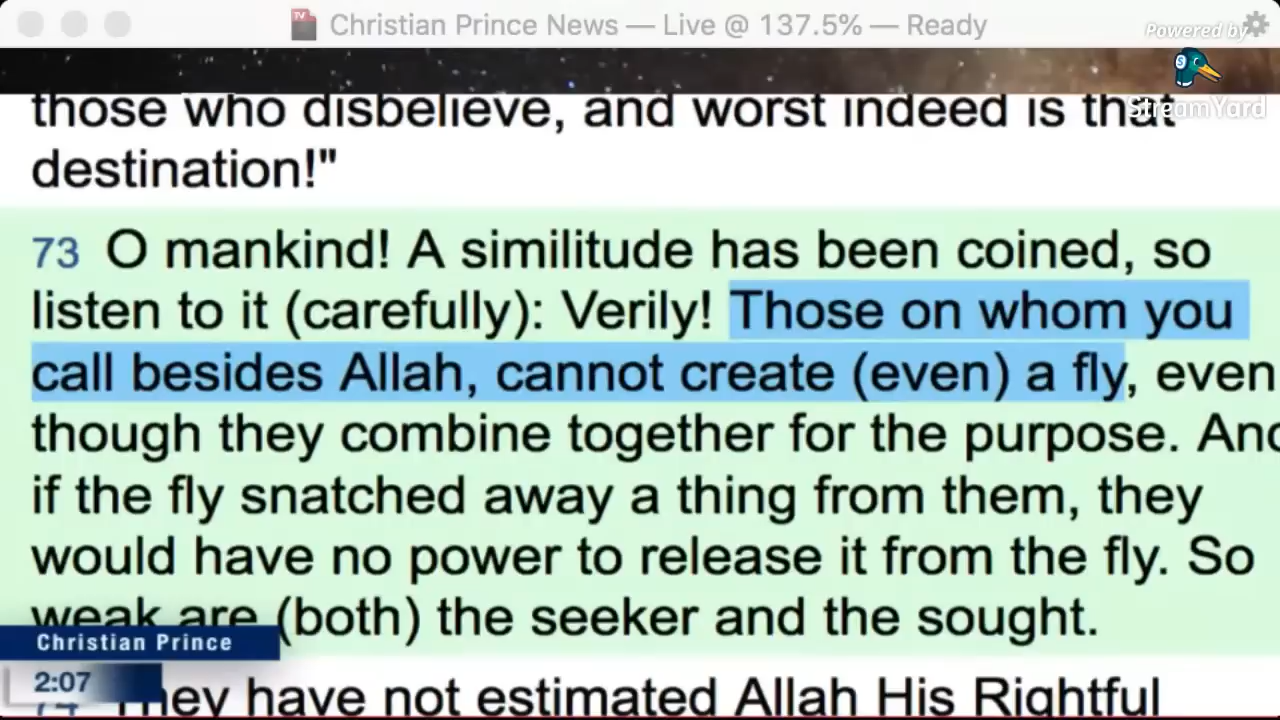 Christian Prince News — Live @ 137.5% — Ready
Powered by
StreamYard
those who disbelieve, and worst indeed is that
destination!"
73 O mankind! A similitude has been coined, so
listen to it (carefully): Verily! Those on whom you
call besides Allah, cannot create (even) a fly, even
though they combine together for the purpose. And
if the fly snatched away a thing from them, they
would have no power to release it from the fly. So
weak are (both) the seeker and the sought.
Christian Prince
2:07
74 They have not estimated Allah His Rightful